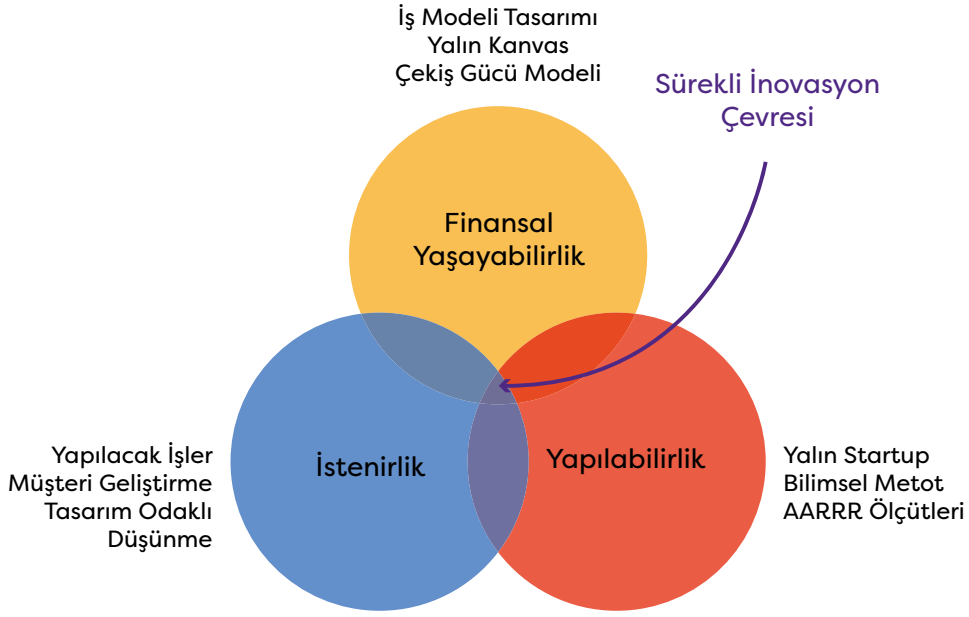 İş Modeli Tasarımı
Yalın Kanvas
Çekiş Gücü Modeli
Sürekli İnovasyon
Çevresi
Finansal
Yaşayabilirlik
İstenirlik
Yapılabilirlik
Yapılacak İşler
Müşteri Geliştirme
Tasarım Odaklı
Düşünme
Yalın Startup
Bilimsel Metot
AARRR Ölçütleri